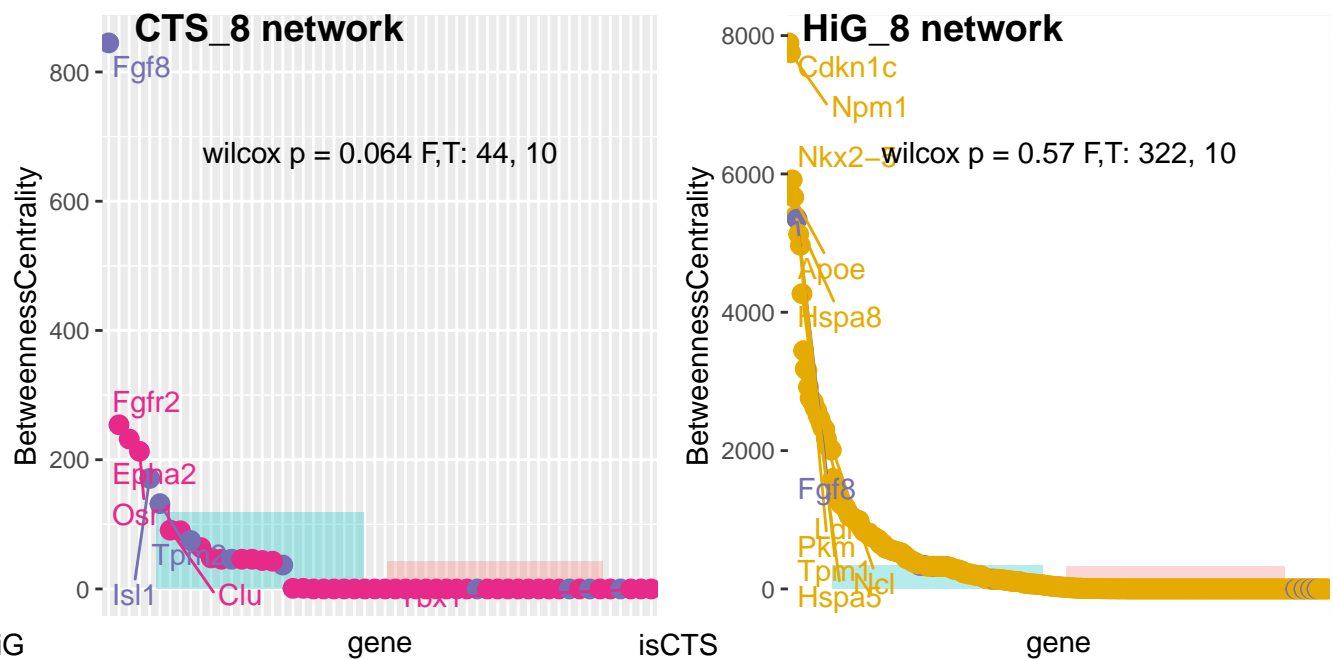 CTS_8 network
HiG_8 network
BetweennessCentrality
800
600
400
200
0
Fgf8
wilcox p = 0.064 F,T: 44, 10
Fgfr2
Epha2
Tpm2
Isl1
Clu
Tbx1
gene
iG
isCTS
BetweennessCentrality
8000
6000
4000
2000
0
Cdkn1c
Npm1
Nkx2−5
wilcox p = 0.57 F,T: 322, 10
Apoe
Hspa8
Fgf8
Pkm
Tpm1
Ncl
Hspa5
gene